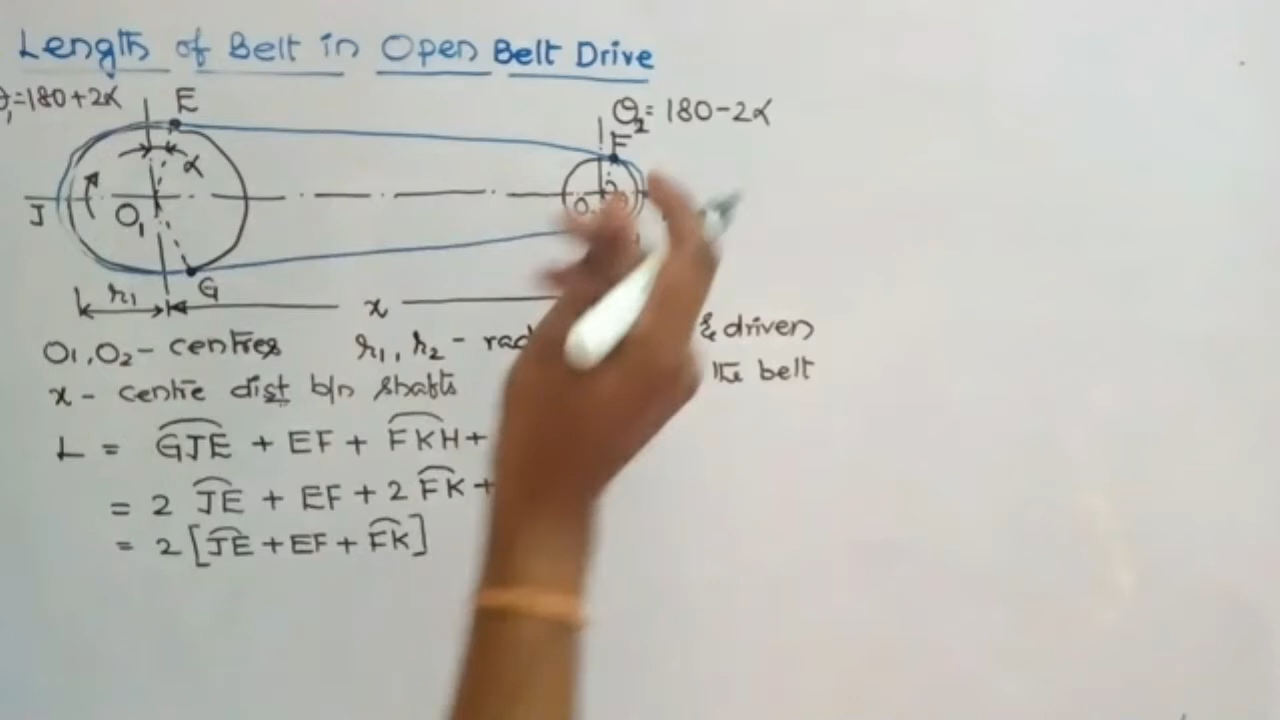 Length of Belt in Open Belt Drive
θ₁=180+2α
E
θ₂= 180-2α
F
α
J
O₁
G
r₁
x
O₁,O₂ - centres r₁, r₂ - & driven
x - centre dist b/n shafts the belt
L = GJE + EF + FKH+
= 2 JE + EF + 2 FK+
= 2[JE+EF+FK]